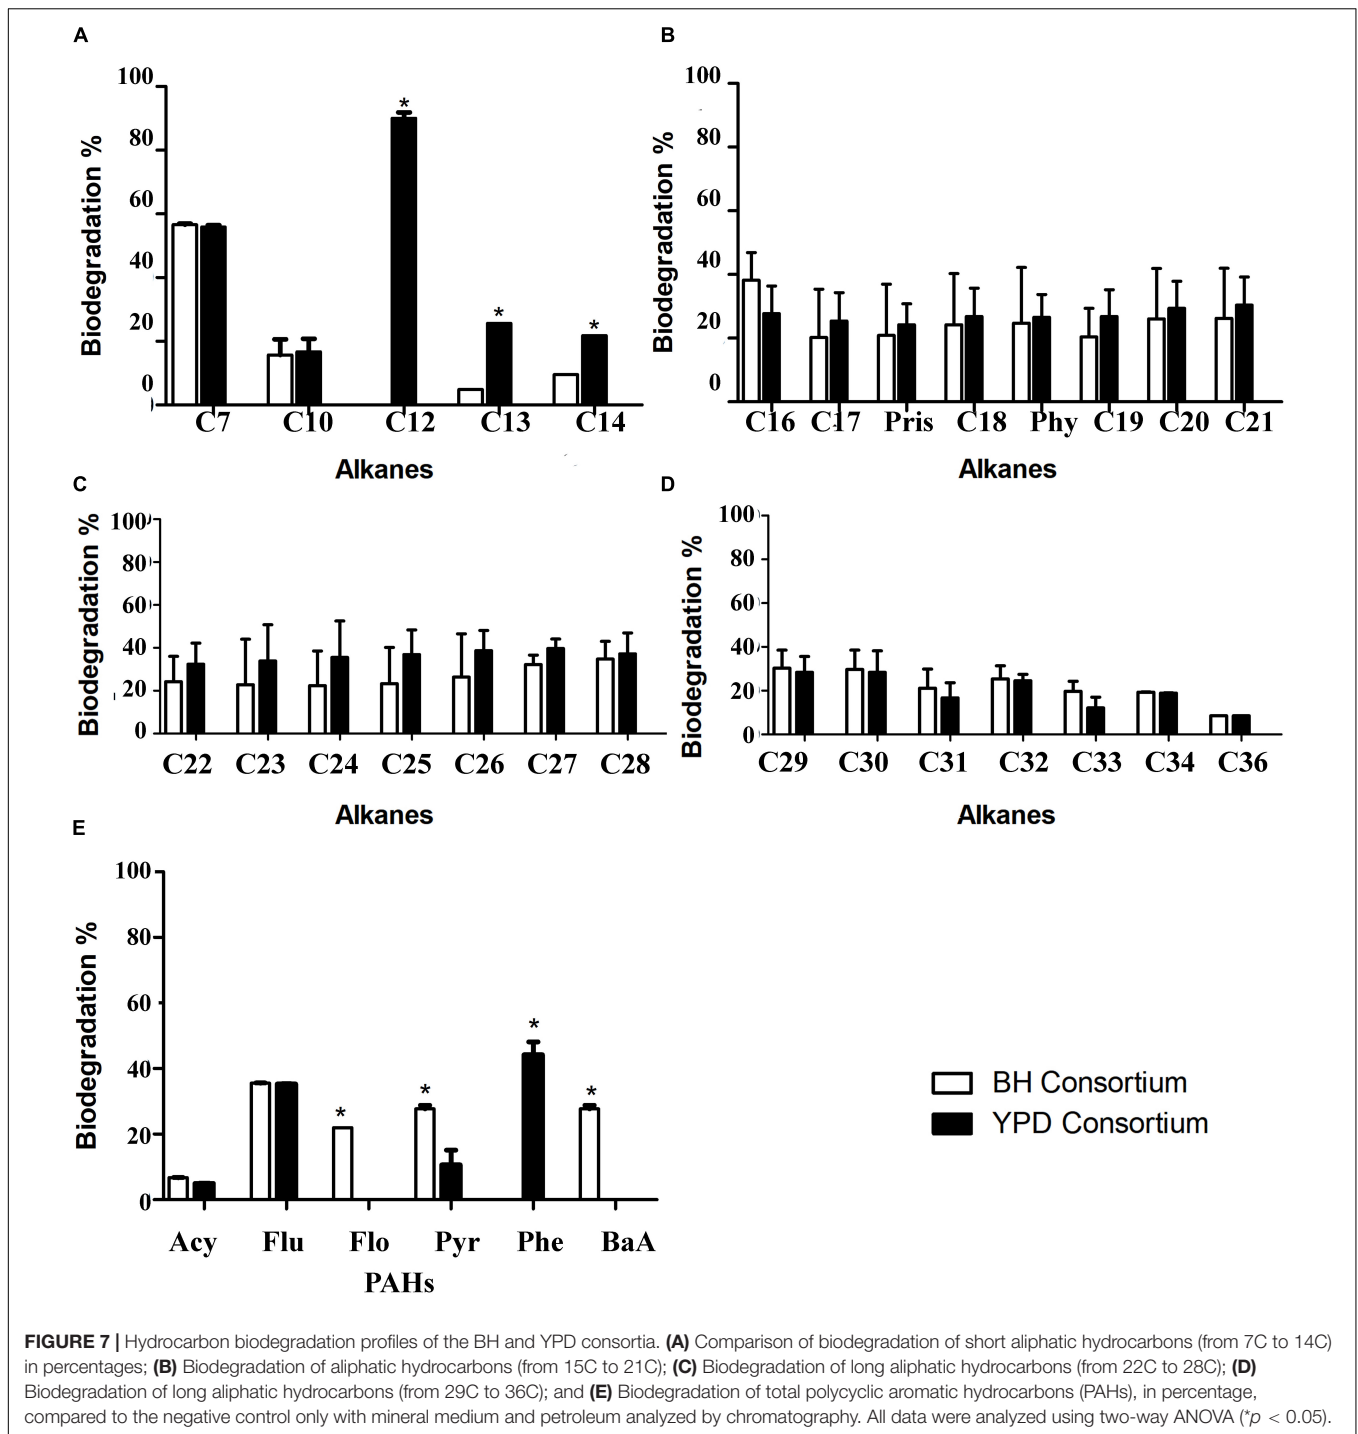 A
100
80
60
40
20
0
Biodegradation %
*
*
*
C7 C10 C12 C13 C14
Alkanes
B
100
80
60
40
20
0
Biodegradation %
C16 C17 Pris C18 Phy C19 C20 C21
Alkanes
C
100
80
60
40
20
0
Biodegradation %
C22 C23 C24 C25 C26 C27 C28
Alkanes
D
100
80
60
40
20
0
Biodegradation %
C29 C30 C31 C32 C33 C34 C36
Alkanes
E
100
80
60
40
20
0
Biodegradation %
*
*
*
*
Acy Flu Flo Pyr Phe BaA
PAHs
BH Consortium
YPD Consortium
FIGURE 7 | Hydrocarbon biodegradation profiles of the BH and YPD consortia. (A) Comparison of biodegradation of short aliphatic hydrocarbons (from 7C to 14C)
in percentages; (B) Biodegradation of aliphatic hydrocarbons (from 15C to 21C); (C) Biodegradation of long aliphatic hydrocarbons (from 22C to 28C); (D)
Biodegradation of long aliphatic hydrocarbons (from 29C to 36C); and (E) Biodegradation of total polycyclic aromatic hydrocarbons (PAHs), in percentage,
compared to the negative control only with mineral medium and petroleum analyzed by chromatography. All data were analyzed using two-way ANOVA (*p < 0.05).